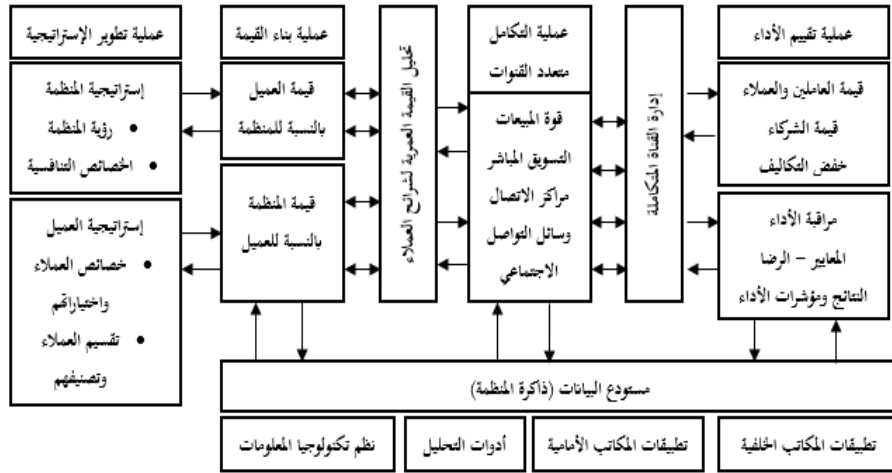 عملية تطوير الإستراتيجية
إستراتيجية المنظمة
• رؤية المنظمة
• الخصائص التنافسية
إستراتيجية العميل
• خصائص العملاء
واختياراتهم
• تقسيم العملاء
وتصنيفهم
عملية بناء القيمة
قيمة العميل
بالنسبة للمنظمة
قيمة المنظمة
بالنسبة للعميل
تحليل القيمة العمرية لشرائح العملاء
عملية التكامل
متعدد القنوات
قوة المبيعات
التسويق المباشر
مراكز الاتصال
وسائل التواصل
الاجتماعي
إدارة القناة المتكاملة
عملية تقييم الأداء
قيمة العاملين والعملاء
قيمة الشركاء
خفض التكاليف
مراقبة الأداء
المعايير – الرضا
النتائج ومؤشرات الأداء
مستودع البيانات (ذاكرة المنظمة)
نظم تكنولوجيا المعلومات
أدوات التحليل
تطبيقات المكاتب الأمامية
تطبيقات المكاتب الخلفية